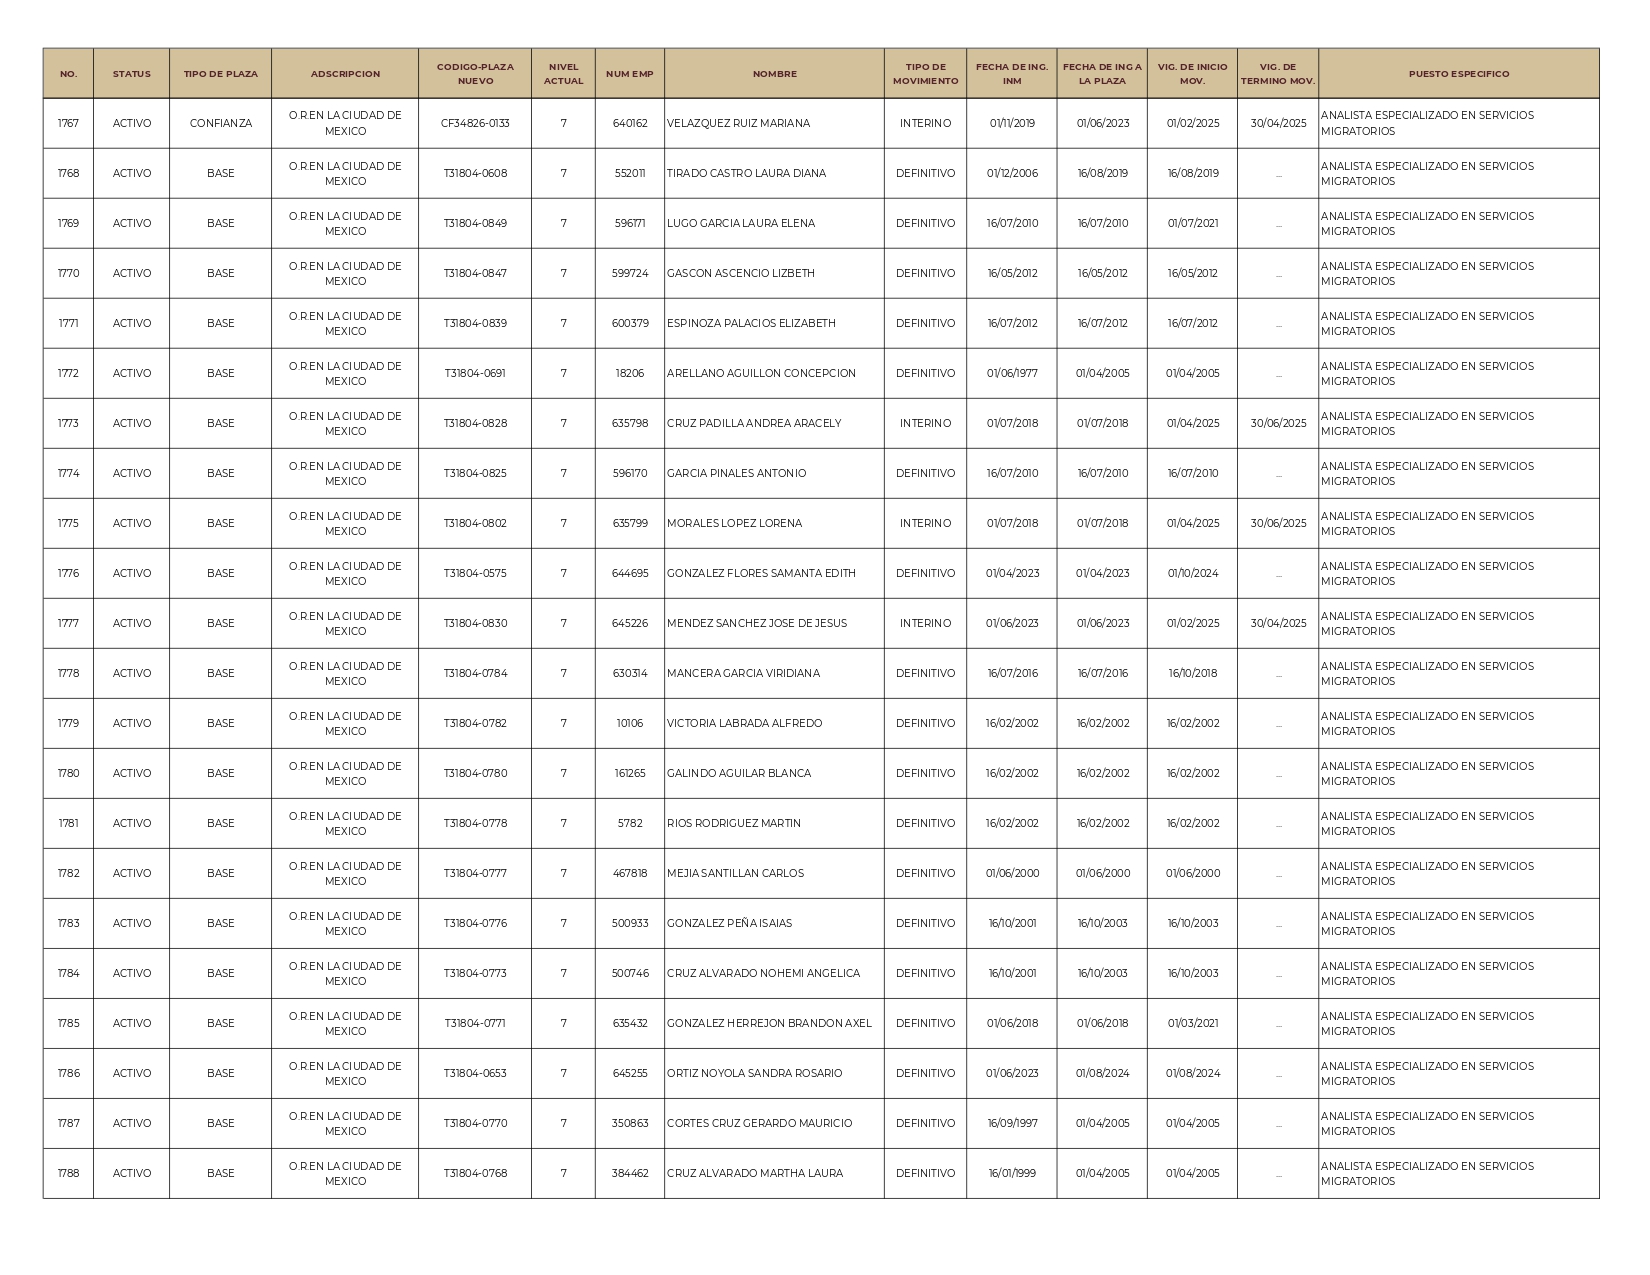 NO. STATUS TIPO DE PLAZA ADSCRIPCION CODIGO-PLAZA NUEVO NIVEL ACTUAL NUM EMP NOMBRE TIPO DE MOVIMIENTO FECHA DE ING. INM FECHA DE ING A LA PLAZA VIG. DE INICIO MOV. VIG. DE TERMINO MOV. PUESTO ESPECIFICO
1767 ACTIVO CONFIANZA O.R.EN LA CIUDAD DE MEXICO CF34826-0133 7 640162 VELAZQUEZ RUIZ MARIANA INTERINO 01/11/2019 01/06/2023 01/02/2025 30/04/2025 ANALISTA ESPECIALIZADO EN SERVICIOS MIGRATORIOS
1768 ACTIVO BASE O.R.EN LA CIUDAD DE MEXICO T31804-0608 7 552011 TIRADO CASTRO LAURA DIANA DEFINITIVO 01/12/2006 16/08/2019 16/08/2019 ... ANALISTA ESPECIALIZADO EN SERVICIOS MIGRATORIOS
1769 ACTIVO BASE O.R.EN LA CIUDAD DE MEXICO T31804-0849 7 596171 LUGO GARCIA LAURA ELENA DEFINITIVO 16/07/2010 16/07/2010 01/07/2021 ... ANALISTA ESPECIALIZADO EN SERVICIOS MIGRATORIOS
1770 ACTIVO BASE O.R.EN LA CIUDAD DE MEXICO T31804-0847 7 599724 GASCON ASCENCIO LIZBETH DEFINITIVO 16/05/2012 16/05/2012 16/05/2012 ... ANALISTA ESPECIALIZADO EN SERVICIOS MIGRATORIOS
1771 ACTIVO BASE O.R.EN LA CIUDAD DE MEXICO T31804-0839 7 600379 ESPINOZA PALACIOS ELIZABETH DEFINITIVO 16/07/2012 16/07/2012 16/07/2012 ... ANALISTA ESPECIALIZADO EN SERVICIOS MIGRATORIOS
1772 ACTIVO BASE O.R.EN LA CIUDAD DE MEXICO T31804-0691 7 18206 ARELLANO AGUILLON CONCEPCION DEFINITIVO 01/06/1977 01/04/2005 01/04/2005 ... ANALISTA ESPECIALIZADO EN SERVICIOS MIGRATORIOS
1773 ACTIVO BASE O.R.EN LA CIUDAD DE MEXICO T31804-0828 7 635798 CRUZ PADILLA ANDREA ARACELY INTERINO 01/07/2018 01/07/2018 01/04/2025 30/06/2025 ANALISTA ESPECIALIZADO EN SERVICIOS MIGRATORIOS
1774 ACTIVO BASE O.R.EN LA CIUDAD DE MEXICO T31804-0825 7 596170 GARCIA PINALES ANTONIO DEFINITIVO 16/07/2010 16/07/2010 16/07/2010 ... ANALISTA ESPECIALIZADO EN SERVICIOS MIGRATORIOS
1775 ACTIVO BASE O.R.EN LA CIUDAD DE MEXICO T31804-0802 7 635799 MORALES LOPEZ LORENA INTERINO 01/07/2018 01/07/2018 01/04/2025 30/06/2025 ANALISTA ESPECIALIZADO EN SERVICIOS MIGRATORIOS
1776 ACTIVO BASE O.R.EN LA CIUDAD DE MEXICO T31804-0575 7 644695 GONZALEZ FLORES SAMANTA EDITH DEFINITIVO 01/04/2023 01/04/2023 01/10/2024 ... ANALISTA ESPECIALIZADO EN SERVICIOS MIGRATORIOS
1777 ACTIVO BASE O.R.EN LA CIUDAD DE MEXICO T31804-0830 7 645226 MENDEZ SANCHEZ JOSE DE JESUS INTERINO 01/06/2023 01/06/2023 01/02/2025 30/04/2025 ANALISTA ESPECIALIZADO EN SERVICIOS MIGRATORIOS
1778 ACTIVO BASE O.R.EN LA CIUDAD DE MEXICO T31804-0784 7 630314 MANCERA GARCIA VIRIDIANA DEFINITIVO 16/07/2016 16/07/2016 16/10/2018 ... ANALISTA ESPECIALIZADO EN SERVICIOS MIGRATORIOS
1779 ACTIVO BASE O.R.EN LA CIUDAD DE MEXICO T31804-0782 7 10106 VICTORIA LABRADA ALFREDO DEFINITIVO 16/02/2002 16/02/2002 16/02/2002 ... ANALISTA ESPECIALIZADO EN SERVICIOS MIGRATORIOS
1780 ACTIVO BASE O.R.EN LA CIUDAD DE MEXICO T31804-0780 7 161265 GALINDO AGUILAR BLANCA DEFINITIVO 16/02/2002 16/02/2002 16/02/2002 ... ANALISTA ESPECIALIZADO EN SERVICIOS MIGRATORIOS
1781 ACTIVO BASE O.R.EN LA CIUDAD DE MEXICO T31804-0778 7 5782 RIOS RODRIGUEZ MARTIN DEFINITIVO 16/02/2002 16/02/2002 16/02/2002 ... ANALISTA ESPECIALIZADO EN SERVICIOS MIGRATORIOS
1782 ACTIVO BASE O.R.EN LA CIUDAD DE MEXICO T31804-0777 7 467818 MEJIA SANTILLAN CARLOS DEFINITIVO 01/06/2000 01/06/2000 01/06/2000 ... ANALISTA ESPECIALIZADO EN SERVICIOS MIGRATORIOS
1783 ACTIVO BASE O.R.EN LA CIUDAD DE MEXICO T31804-0776 7 500933 GONZALEZ PEÑA ISAIAS DEFINITIVO 16/10/2001 16/10/2003 16/10/2003 ... ANALISTA ESPECIALIZADO EN SERVICIOS MIGRATORIOS
1784 ACTIVO BASE O.R.EN LA CIUDAD DE MEXICO T31804-0773 7 500746 CRUZ ALVARADO NOHEMI ANGELICA DEFINITIVO 16/10/2001 16/10/2003 16/10/2003 ... ANALISTA ESPECIALIZADO EN SERVICIOS MIGRATORIOS
1785 ACTIVO BASE O.R.EN LA CIUDAD DE MEXICO T31804-0771 7 635432 GONZALEZ HERREJON BRANDON AXEL DEFINITIVO 01/06/2018 01/06/2018 01/03/2021 ... ANALISTA ESPECIALIZADO EN SERVICIOS MIGRATORIOS
1786 ACTIVO BASE O.R.EN LA CIUDAD DE MEXICO T31804-0653 7 645255 ORTIZ NOYOLA SANDRA ROSARIO DEFINITIVO 01/06/2023 01/08/2024 01/08/2024 ... ANALISTA ESPECIALIZADO EN SERVICIOS MIGRATORIOS
1787 ACTIVO BASE O.R.EN LA CIUDAD DE MEXICO T31804-0770 7 350863 CORTES CRUZ GERARDO MAURICIO DEFINITIVO 16/09/1997 01/04/2005 01/04/2005 ... ANALISTA ESPECIALIZADO EN SERVICIOS MIGRATORIOS
1788 ACTIVO BASE O.R.EN LA CIUDAD DE MEXICO T31804-0768 7 384462 CRUZ ALVARADO MARTHA LAURA DEFINITIVO 16/01/1999 01/04/2005 01/04/2005 ... ANALISTA ESPECIALIZADO EN SERVICIOS MIGRATORIOS